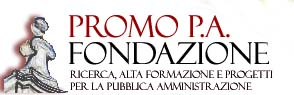 PROMO P.A.
FONDAZIONE
RICERCA, ALTA FORMAZIONE E PROGETTI
PER LA PUBBLICA AMMINISTRAZIONE